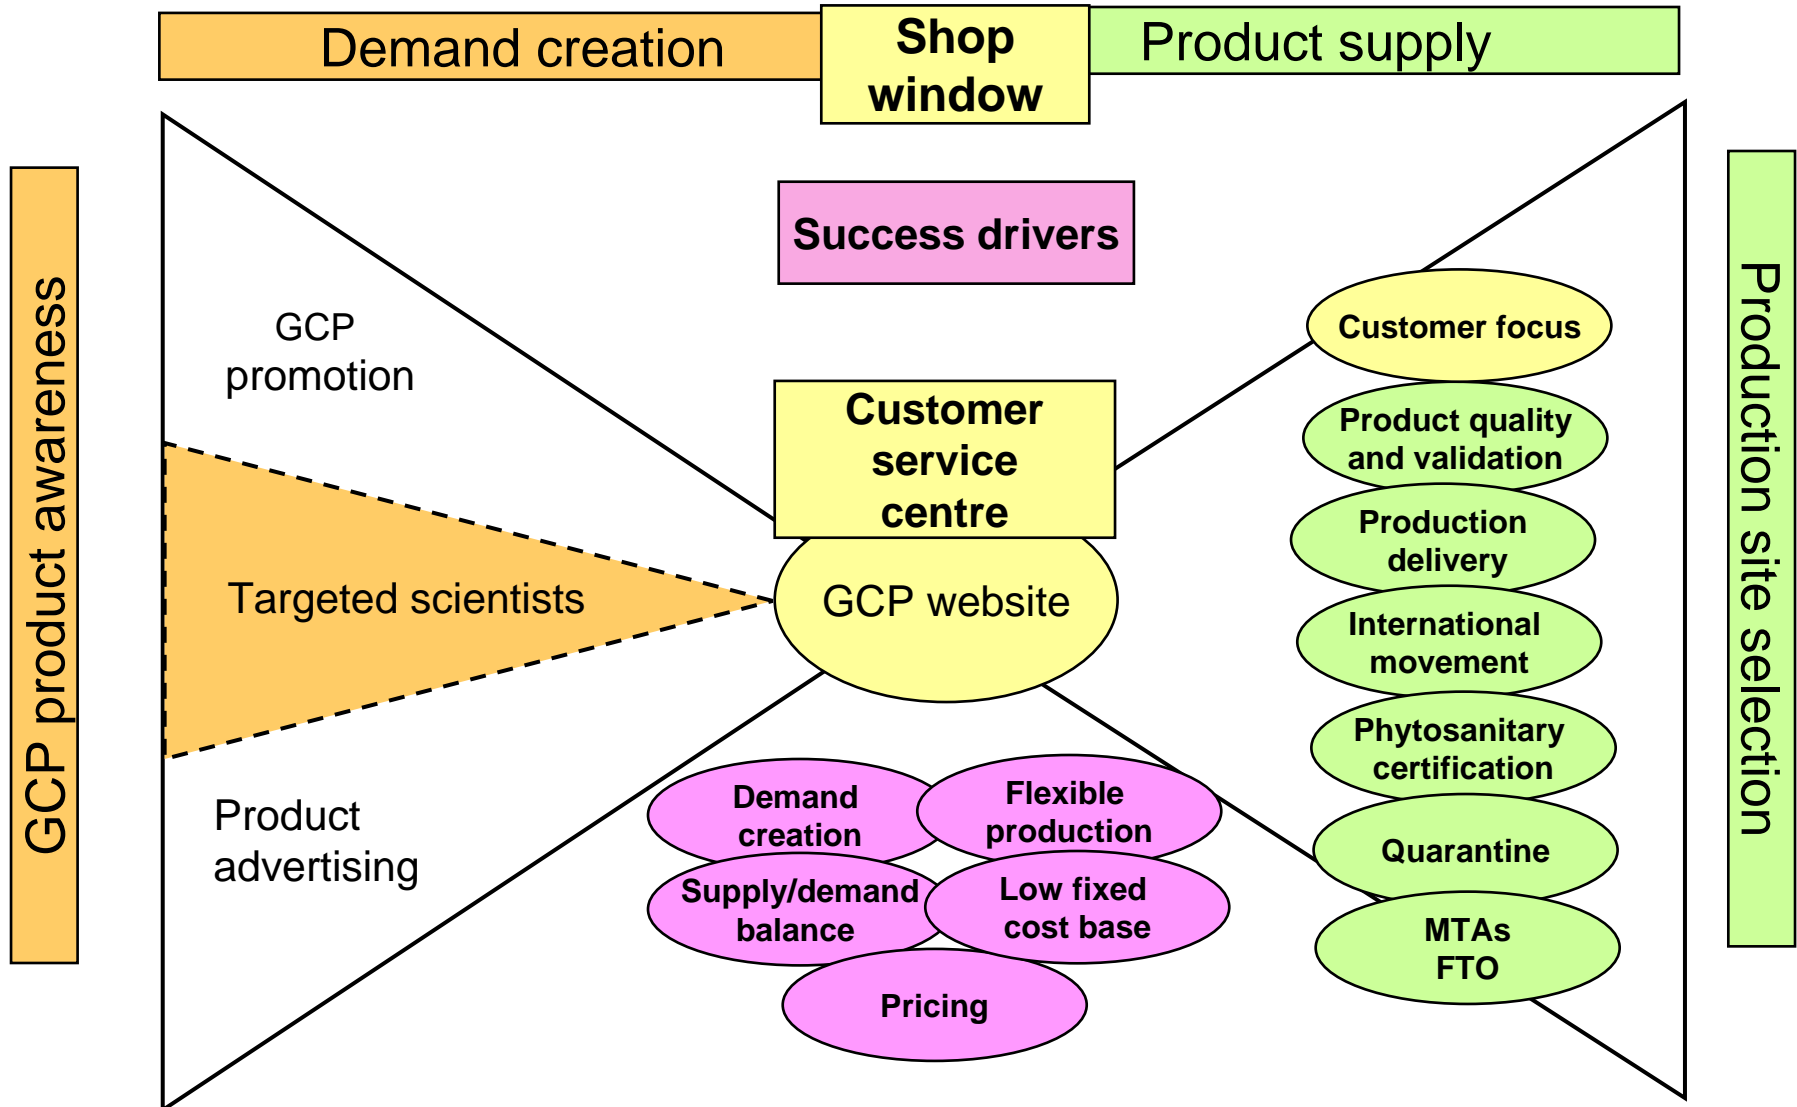 Demand creation
Shop
window
Product supply
GCP product awareness
Success drivers
GCP
promotion
Customer
service
centre
GCP website
Targeted scientists
Product
advertising
Demand
creation
Flexible
production
Supply/demand
balance
Low fixed
cost base
Pricing
Customer focus
Product quality
and validation
Production
delivery
International
movement
Phytosanitary
certification
Quarantine
MTAs
FTO
Production site selection